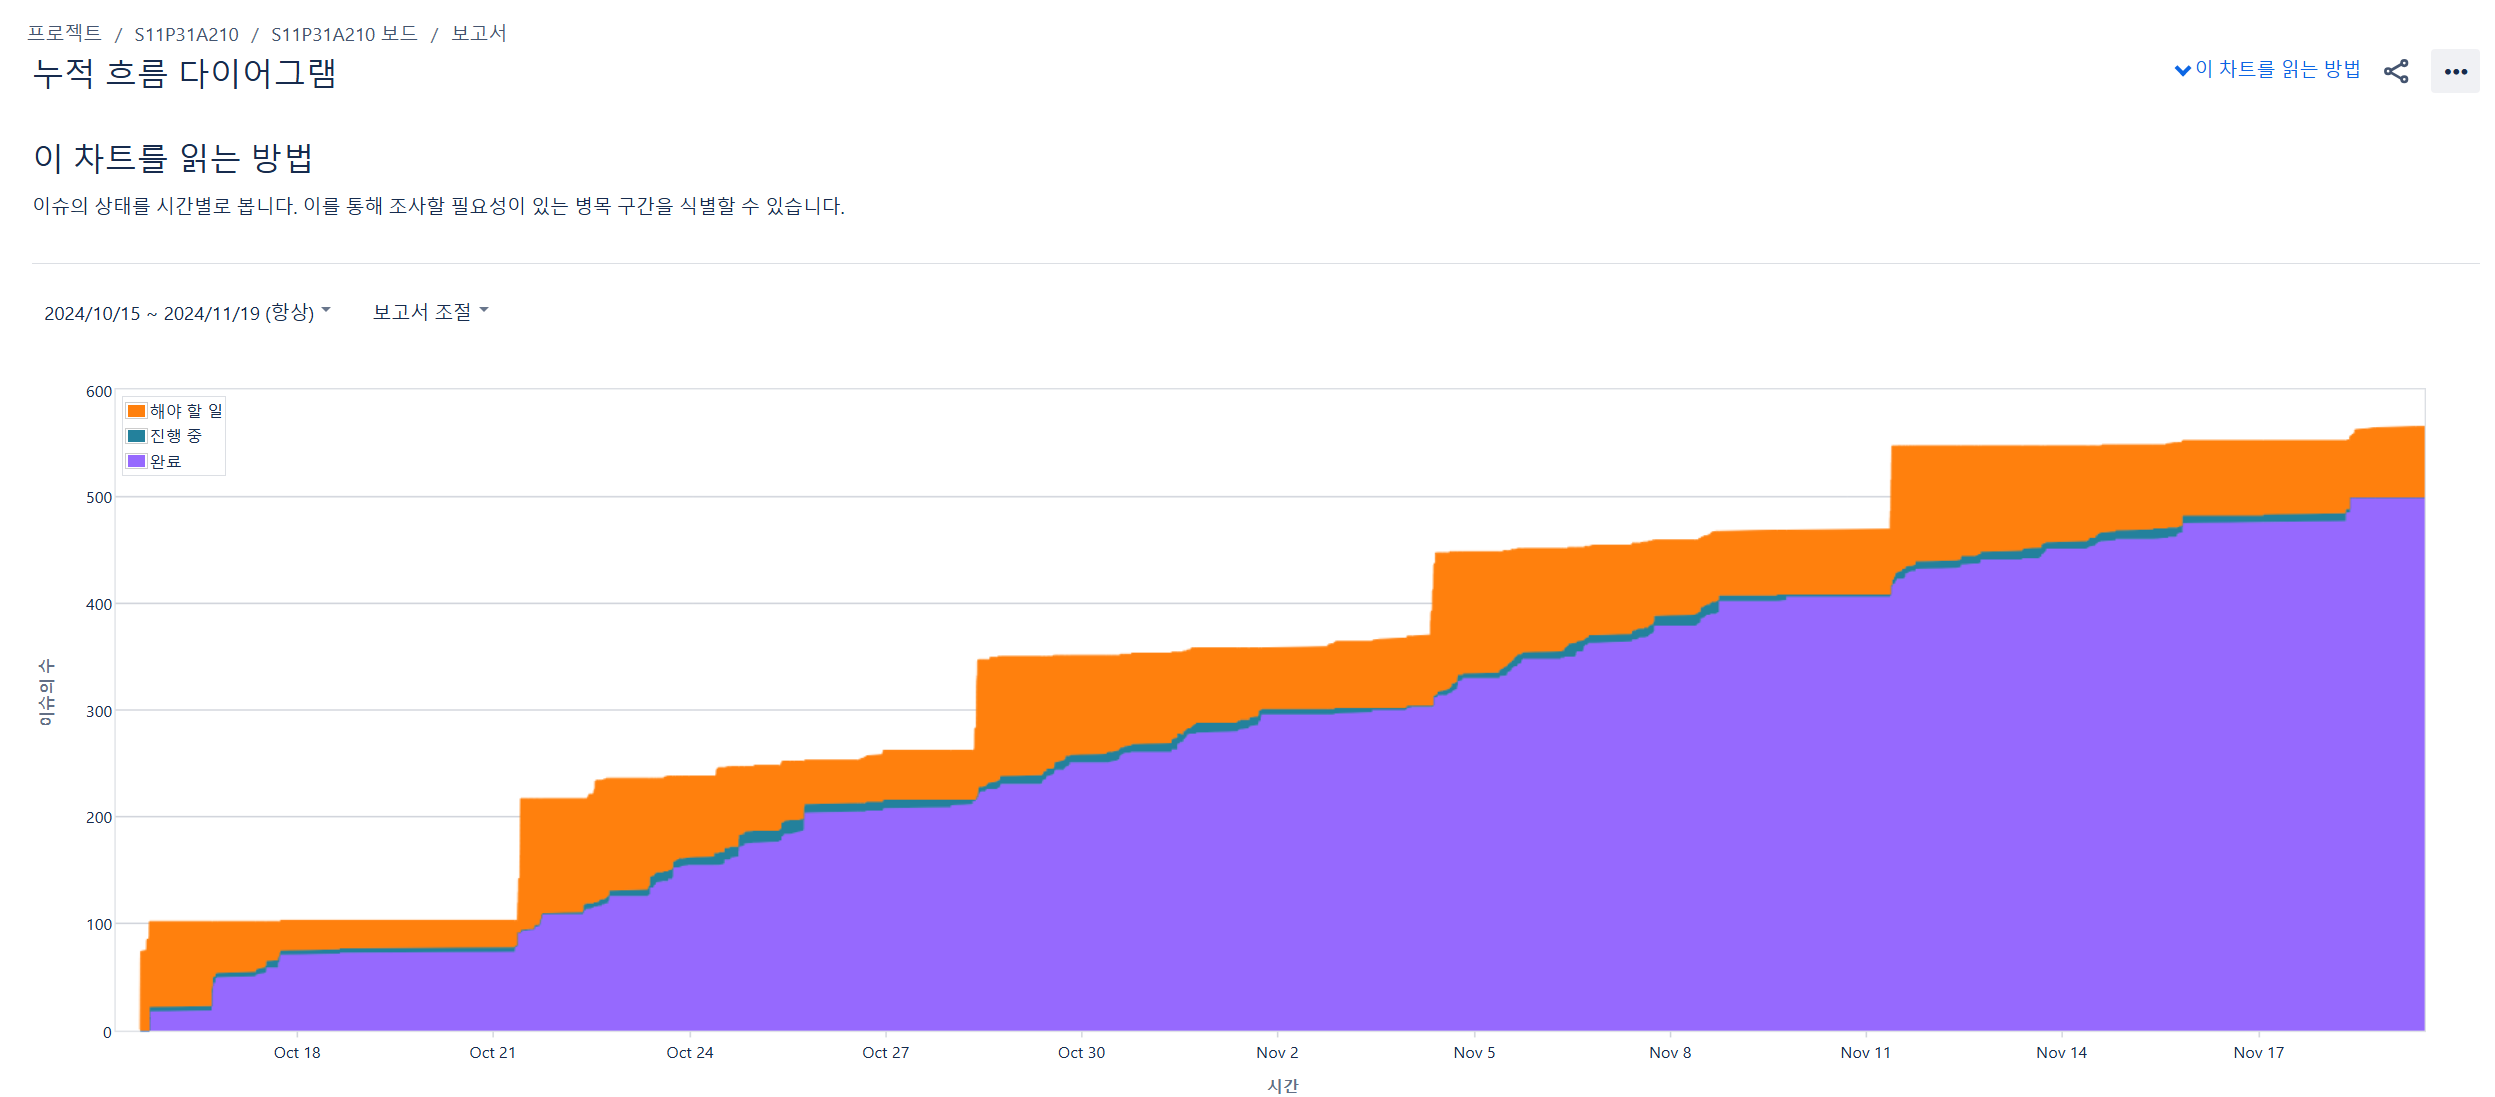 프로젝트 / S11P31A210 / S11P31A210 보드 / 보고서
누적 흐름 다이어그램
이 차트를 읽는 방법
이 차트를 읽는 방법
이슈의 상태를 시간별로 봅니다. 이를 통해 조사할 필요성이 있는 병목 구간을 식별할 수 있습니다.
2024/10/15 ~ 2024/11/19 (항상)
보고서 조절
해야 할 일
진행 중
완료
600
500
400
300
200
100
0
이슈의 수
Oct 18
Oct 21
Oct 24
Oct 27
Oct 30
Nov 2
Nov 5
Nov 8
Nov 11
Nov 14
Nov 17
시간